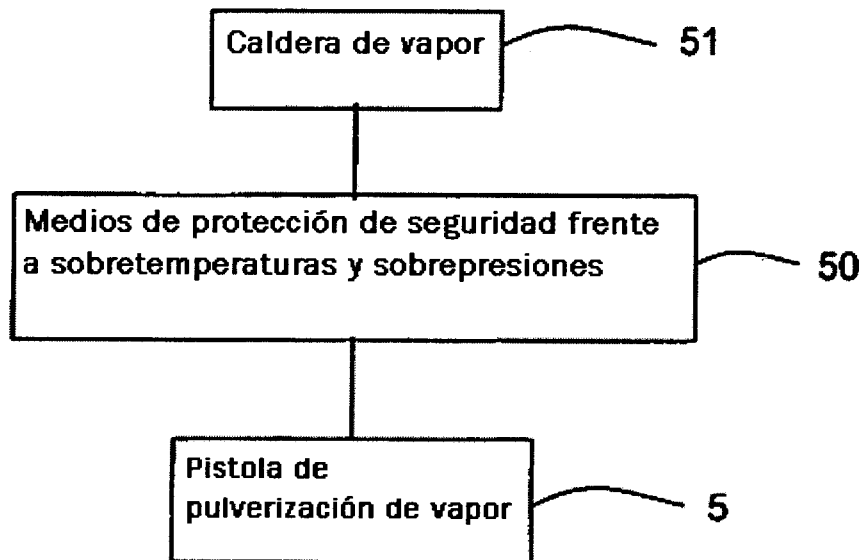 Caldera de vapor
51
Medios de protección de seguridad frente
a sobretemperaturas y sobrepresiones
50
Pistola de
pulverización de vapor
5